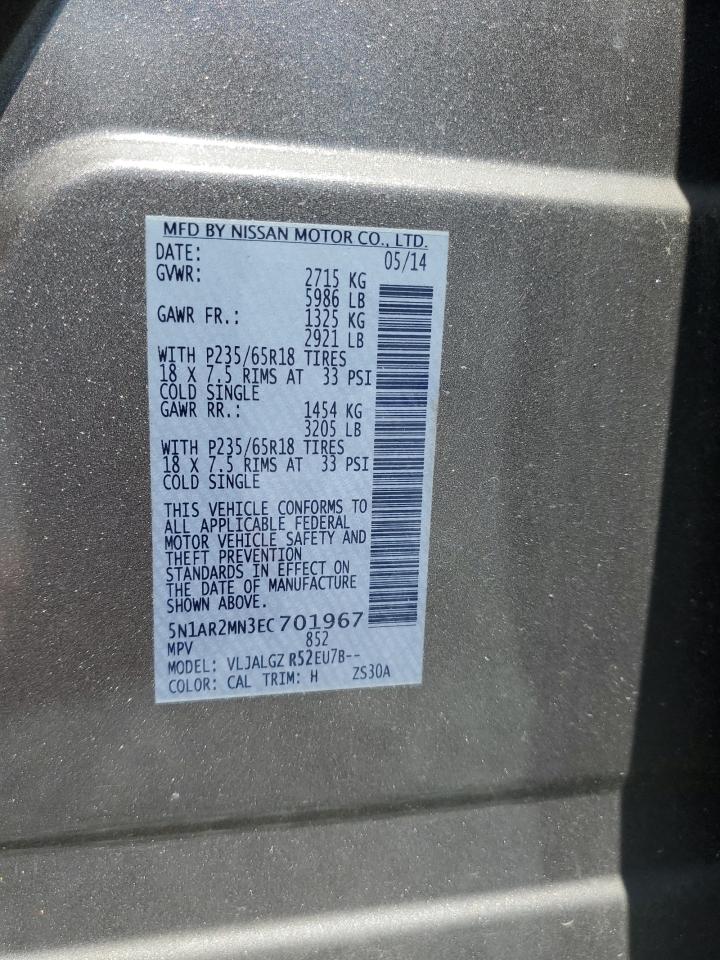 MFD BY NISSAN MOTOR CO., LTD.
DATE: 05/14
GVWR: 2715 KG
5986 LB
GAWR FR.: 1325 KG
2921 LB
WITH P235/65R18 TIRES
18 X 7.5 RIMS AT 33 PSI
COLD SINGLE
GAWR RR.: 1454 KG
3205 LB
WITH P235/65R18 TIRES
18 X 7.5 RIMS AT 33 PSI
COLD SINGLE
THIS VEHICLE CONFORMS TO
ALL APPLICABLE FEDERAL
MOTOR VEHICLE SAFETY AND
THEFT PREVENTION
STANDARDS IN EFFECT ON
THE DATE OF MANUFACTURE
SHOWN ABOVE.
5N1AR2MN3EC701967
MPV 852
MODEL: VLJALGZ R52EU7B--
COLOR: CAL TRIM: H ZS30A